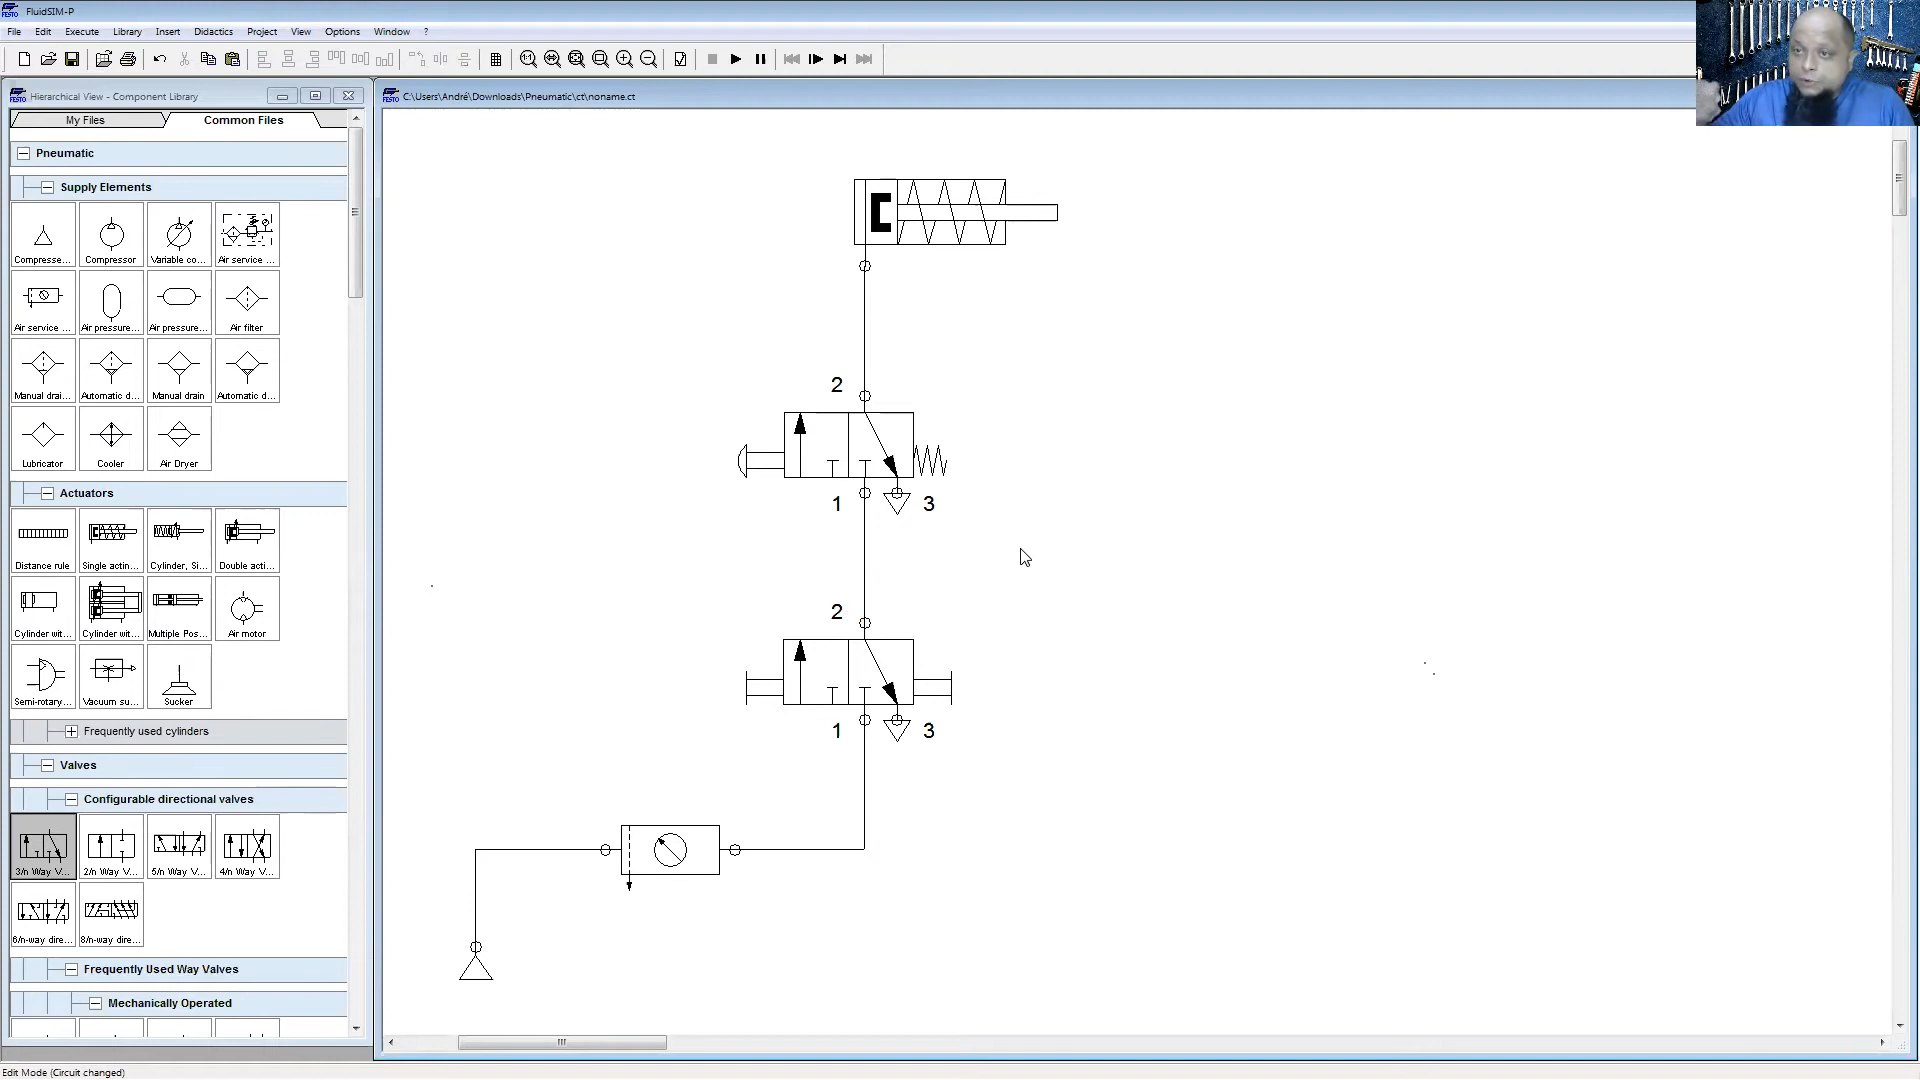 FESTO FluidSIM-P
File Edit Execute Library Insert Didactics Project View Options Window ?
FESTO Hierarchical View - Component Library
FESTO C:\Users\André\Downloads\Pneumatic\ct\noname.ct
My Files Common Files
Pneumatic
Supply Elements
Compresse... Compressor Variable co... Air service ...
Air service ... Air pressure... Air pressure... Air filter
Manual drai... Automatic d... Manual drain Automatic d...
Lubricator Cooler Air Dryer
Actuators
Distance rule Single actin... Cylinder, Si... Double acti...
Cylinder wit... Cylinder wit... Multiple Pos... Air motor
Semi-rotary... Vacuum su... Sucker
Frequently used cylinders
Valves
Configurable directional valves
3/n Way V... 2/n Way V... 5/n Way V... 4/n Way V...
6/n-way dire... 8/n-way dire...
Frequently Used Way Valves
Mechanically Operated
2
1 3
2
1 3
Edit Mode (Circuit changed)